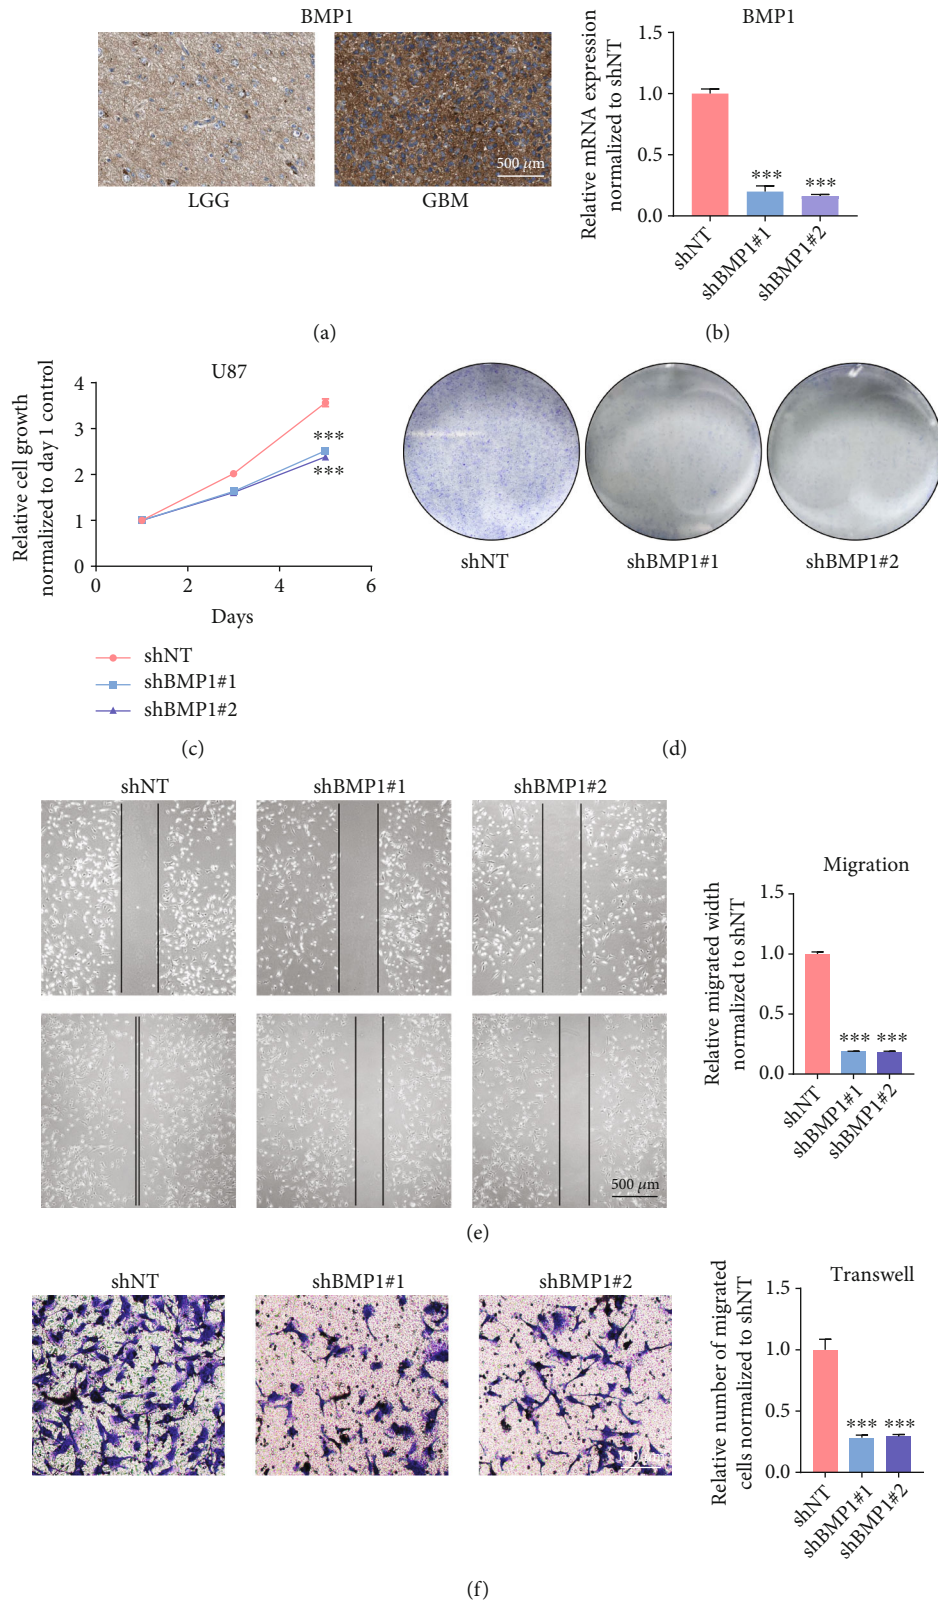 BMP1
LGG
GBM
500 μm
(a)
BMP1
Relative mRNA expression
normalized to shNT
1.5
1.0
0.5
0.0
***
***
shNT
shBMP1#1
shBMP1#2
(b)
U87
Relative cell growth
normalized to day 1 control
4
3
2
1
0
***
***
0
2
4
6
Days
shNT
shBMP1#1
shBMP1#2
(c)
shNT
shBMP1#1
shBMP1#2
(d)
shNT
shBMP1#1
shBMP1#2
500 μm
Migration
Relative migrated width
normalized to shNT
1.5
1.0
0.5
0.0
***
***
shNT
shBMP1#1
shBMP1#2
(e)
shNT
shBMP1#1
shBMP1#2
Transwell
Relative number of migrated
cells normalized to shNT
1.5
1.0
0.5
0.0
***
***
shNT
shBMP1#1
shBMP1#2
(f)